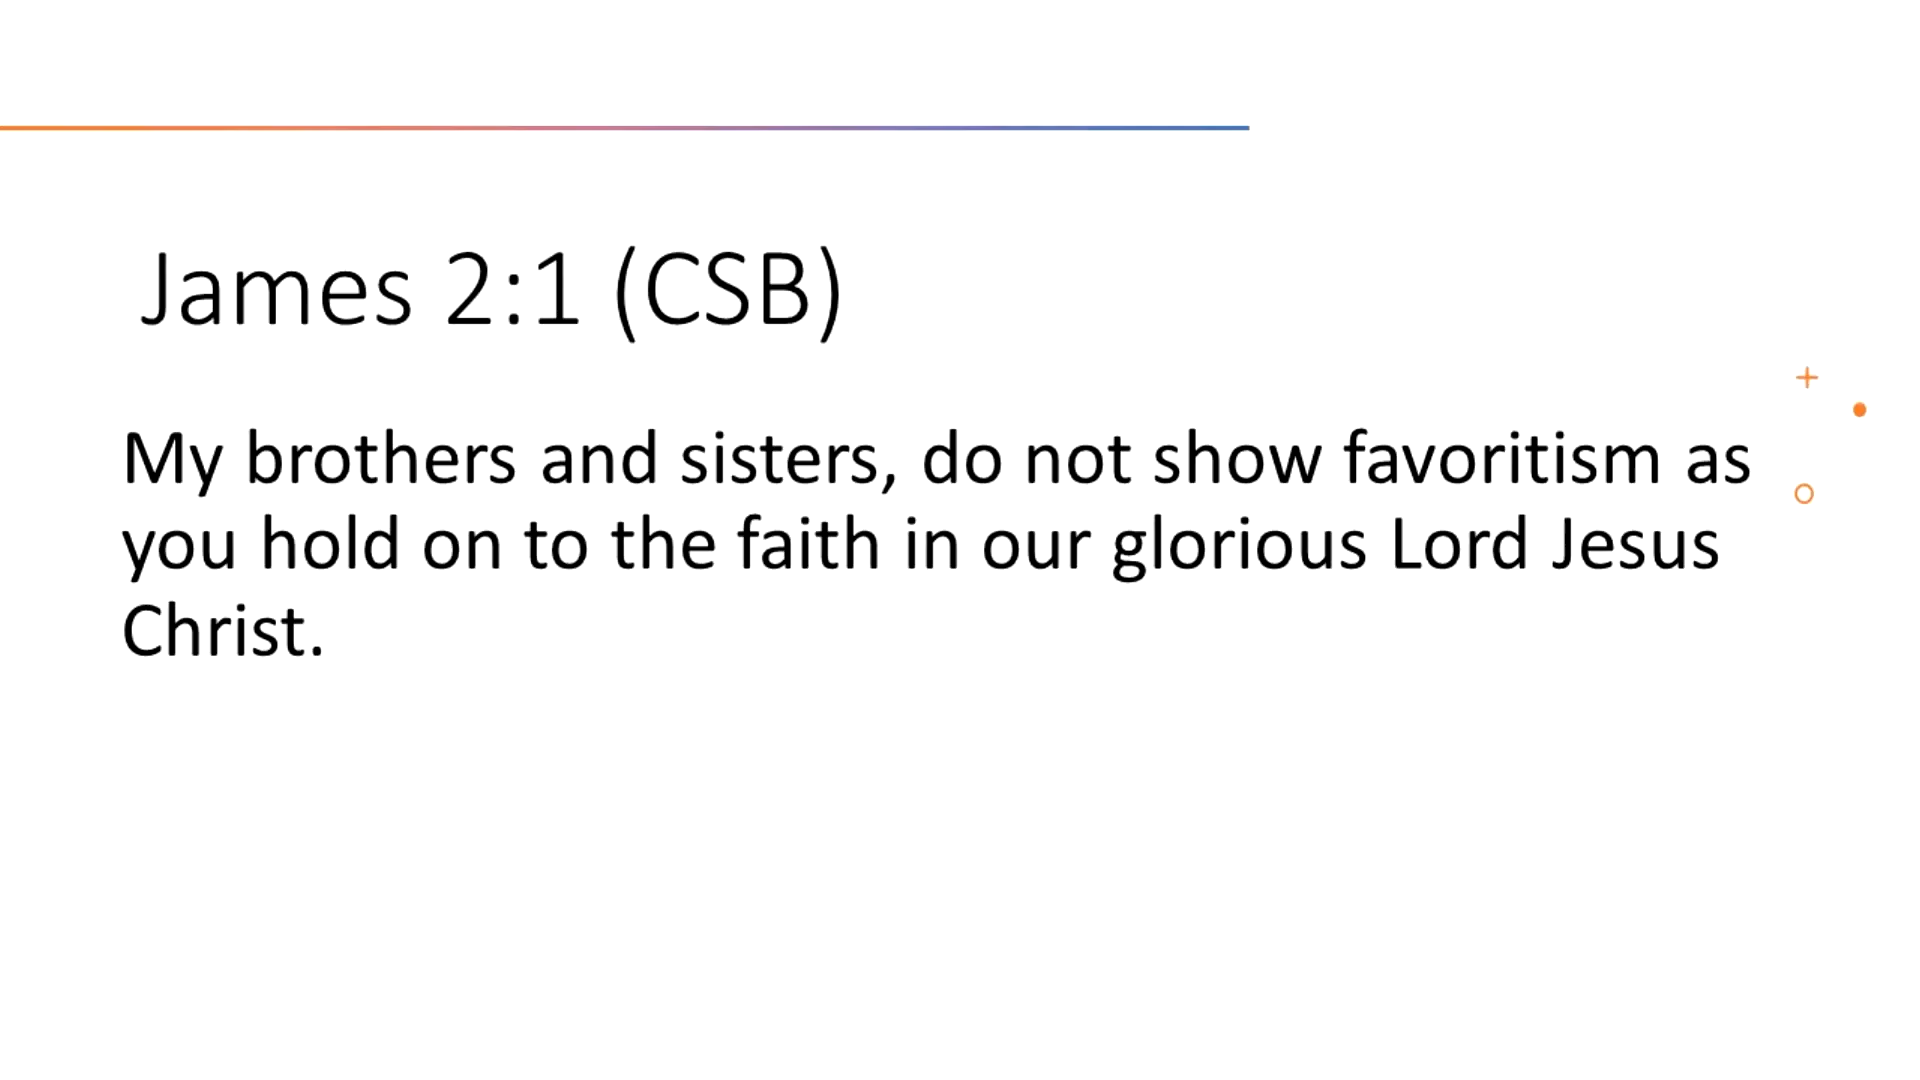 James 2:1 (CSB)
My brothers and sisters, do not show favoritism as
you hold on to the faith in our glorious Lord Jesus
Christ.